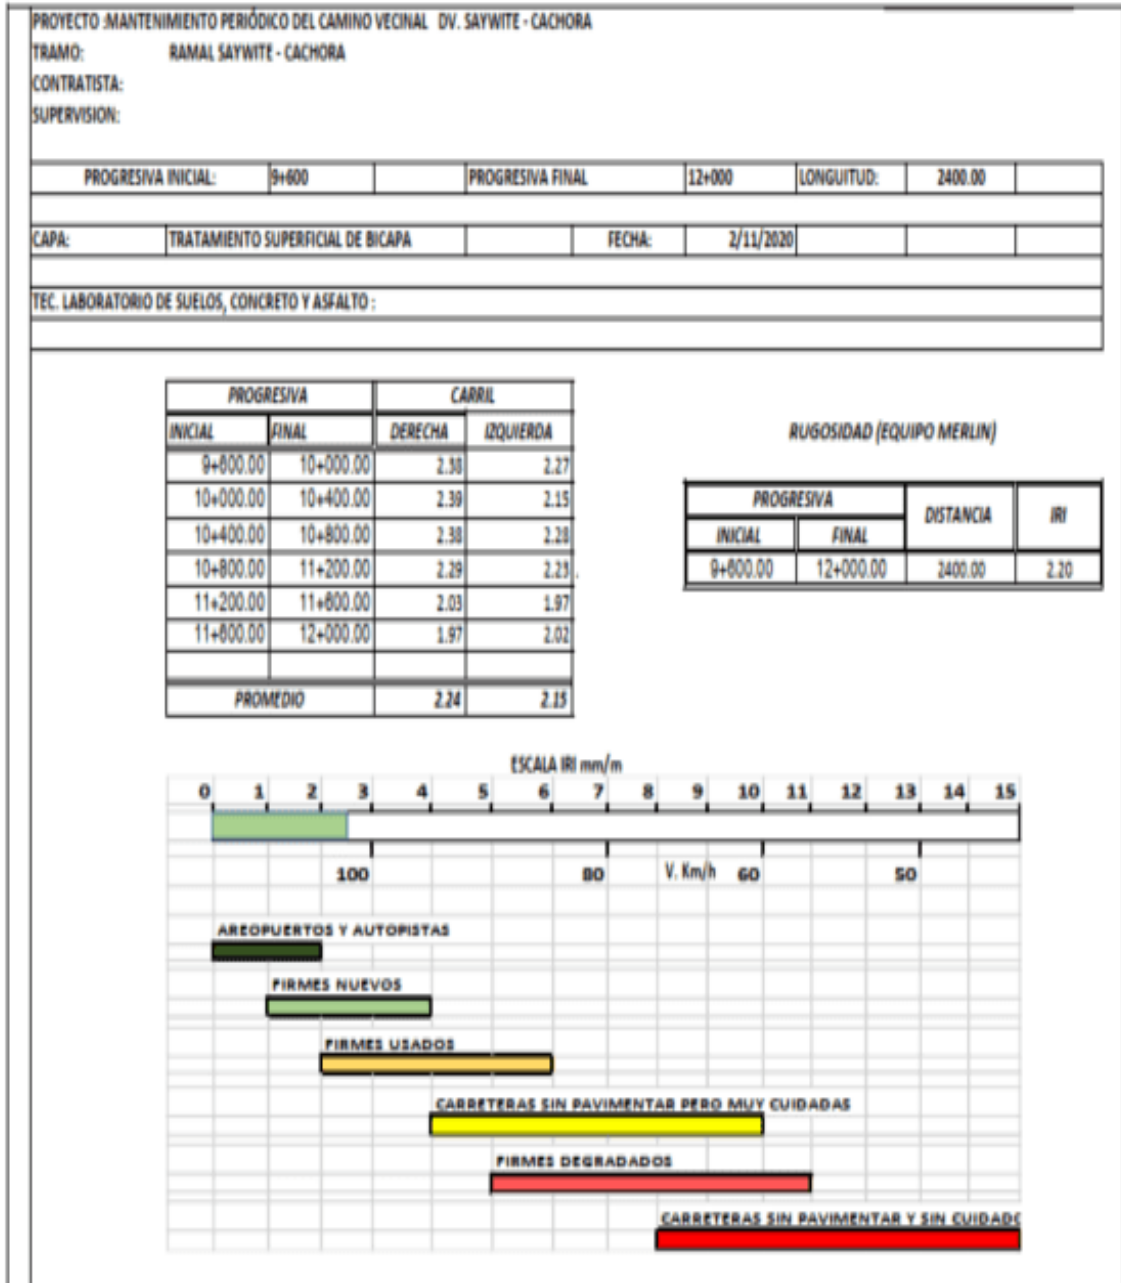 PROYECTO :MANTENIMIENTO PERIÓDICO DEL CAMINO VECINAL DV. SAYWITE - CACHORA
TRAMO: RAMAL SAYWITE - CACHORA
CONTRATISTA:
SUPERVISION:
PROGRESIVA INICIAL: 9+600 PROGRESIVA FINAL 12+000 LONGUITUD: 2400.00
CAPA: TRATAMIENTO SUPERFICIAL DE BICAPA FECHA: 2/11/2020
TEC. LABORATORIO DE SUELOS, CONCRETO Y ASFALTO :
PROGRESIVA CARRIL
INICIAL FINAL DERECHA IZQUIERDA
9+600.00 10+000.00 2.38 2.27
10+000.00 10+400.00 2.39 2.15
10+400.00 10+800.00 2.38 2.28
10+800.00 11+200.00 2.29 2.23
11+200.00 11+600.00 2.03 1.97
11+600.00 12+000.00 1.97 2.02
PROMEDIO 2.24 2.15
RUGOSIDAD (EQUIPO MERLIN)
PROGRESIVA DISTANCIA IRI
INICIAL FINAL
9+600.00 12+000.00 2400.00 2.20
ESCALA IRI mm/m
0 1 2 3 4 5 6 7 8 9 10 11 12 13 14 15
100 80 V. Km/h 60 50
AREOPUERTOS Y AUTOPISTAS
FIRMES NUEVOS
FIRMES USADOS
CARRETERAS SIN PAVIMENTAR PERO MUY CUIDADAS
FIRMES DEGRADADOS
CARRETERAS SIN PAVIMENTAR Y SIN CUIDADO